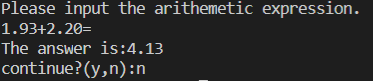 Please input the arithemetic expression.
1.93+2.20=
The answer is:4.13
continue?(y,n):n